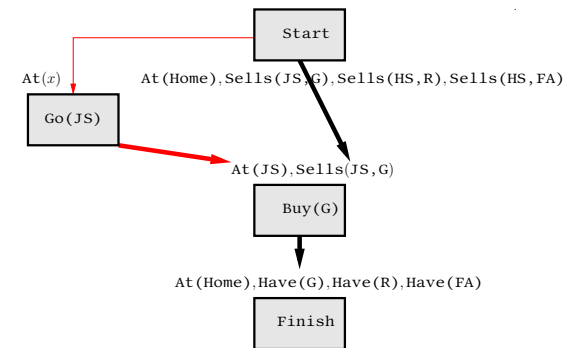 Start
At(x) At(Home),Sells(JS,G),Sells(HS,R),Sells(HS,FA)
Go(JS)
At(JS),Sells(JS,G)
Buy(G)
At(Home),Have(G),Have(R),Have(FA)
Finish